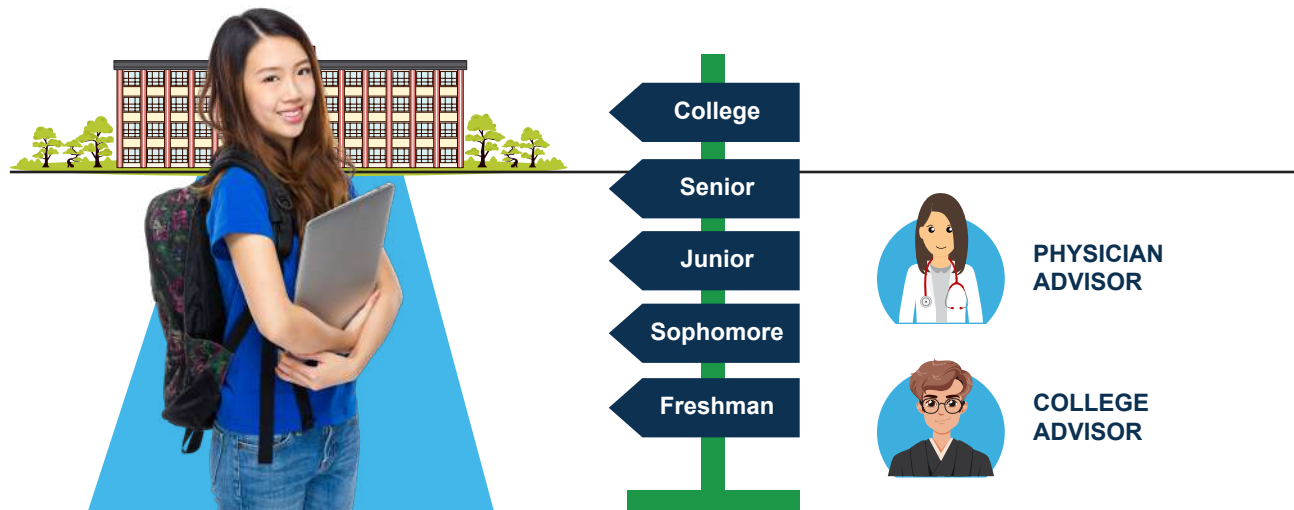 College
Senior
Junior
Sophomore
Freshman
PHYSICIAN
ADVISOR
COLLEGE
ADVISOR